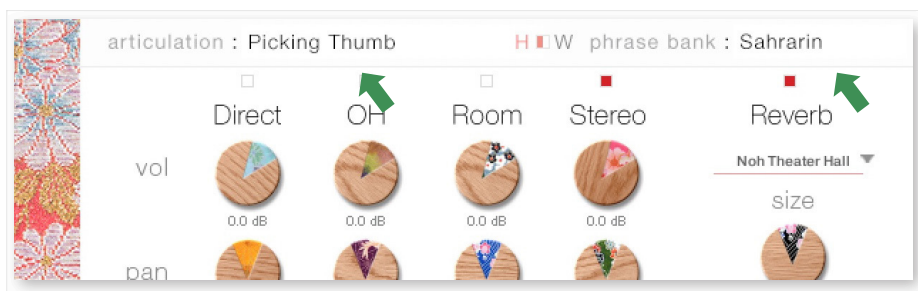 articulation : Picking Thumb H W phrase bank : Sahrarin
Direct OH Room Stereo Reverb
vol Noh Theater Hall
0.0 dB 0.0 dB 0.0 dB 0.0 dB size
pan